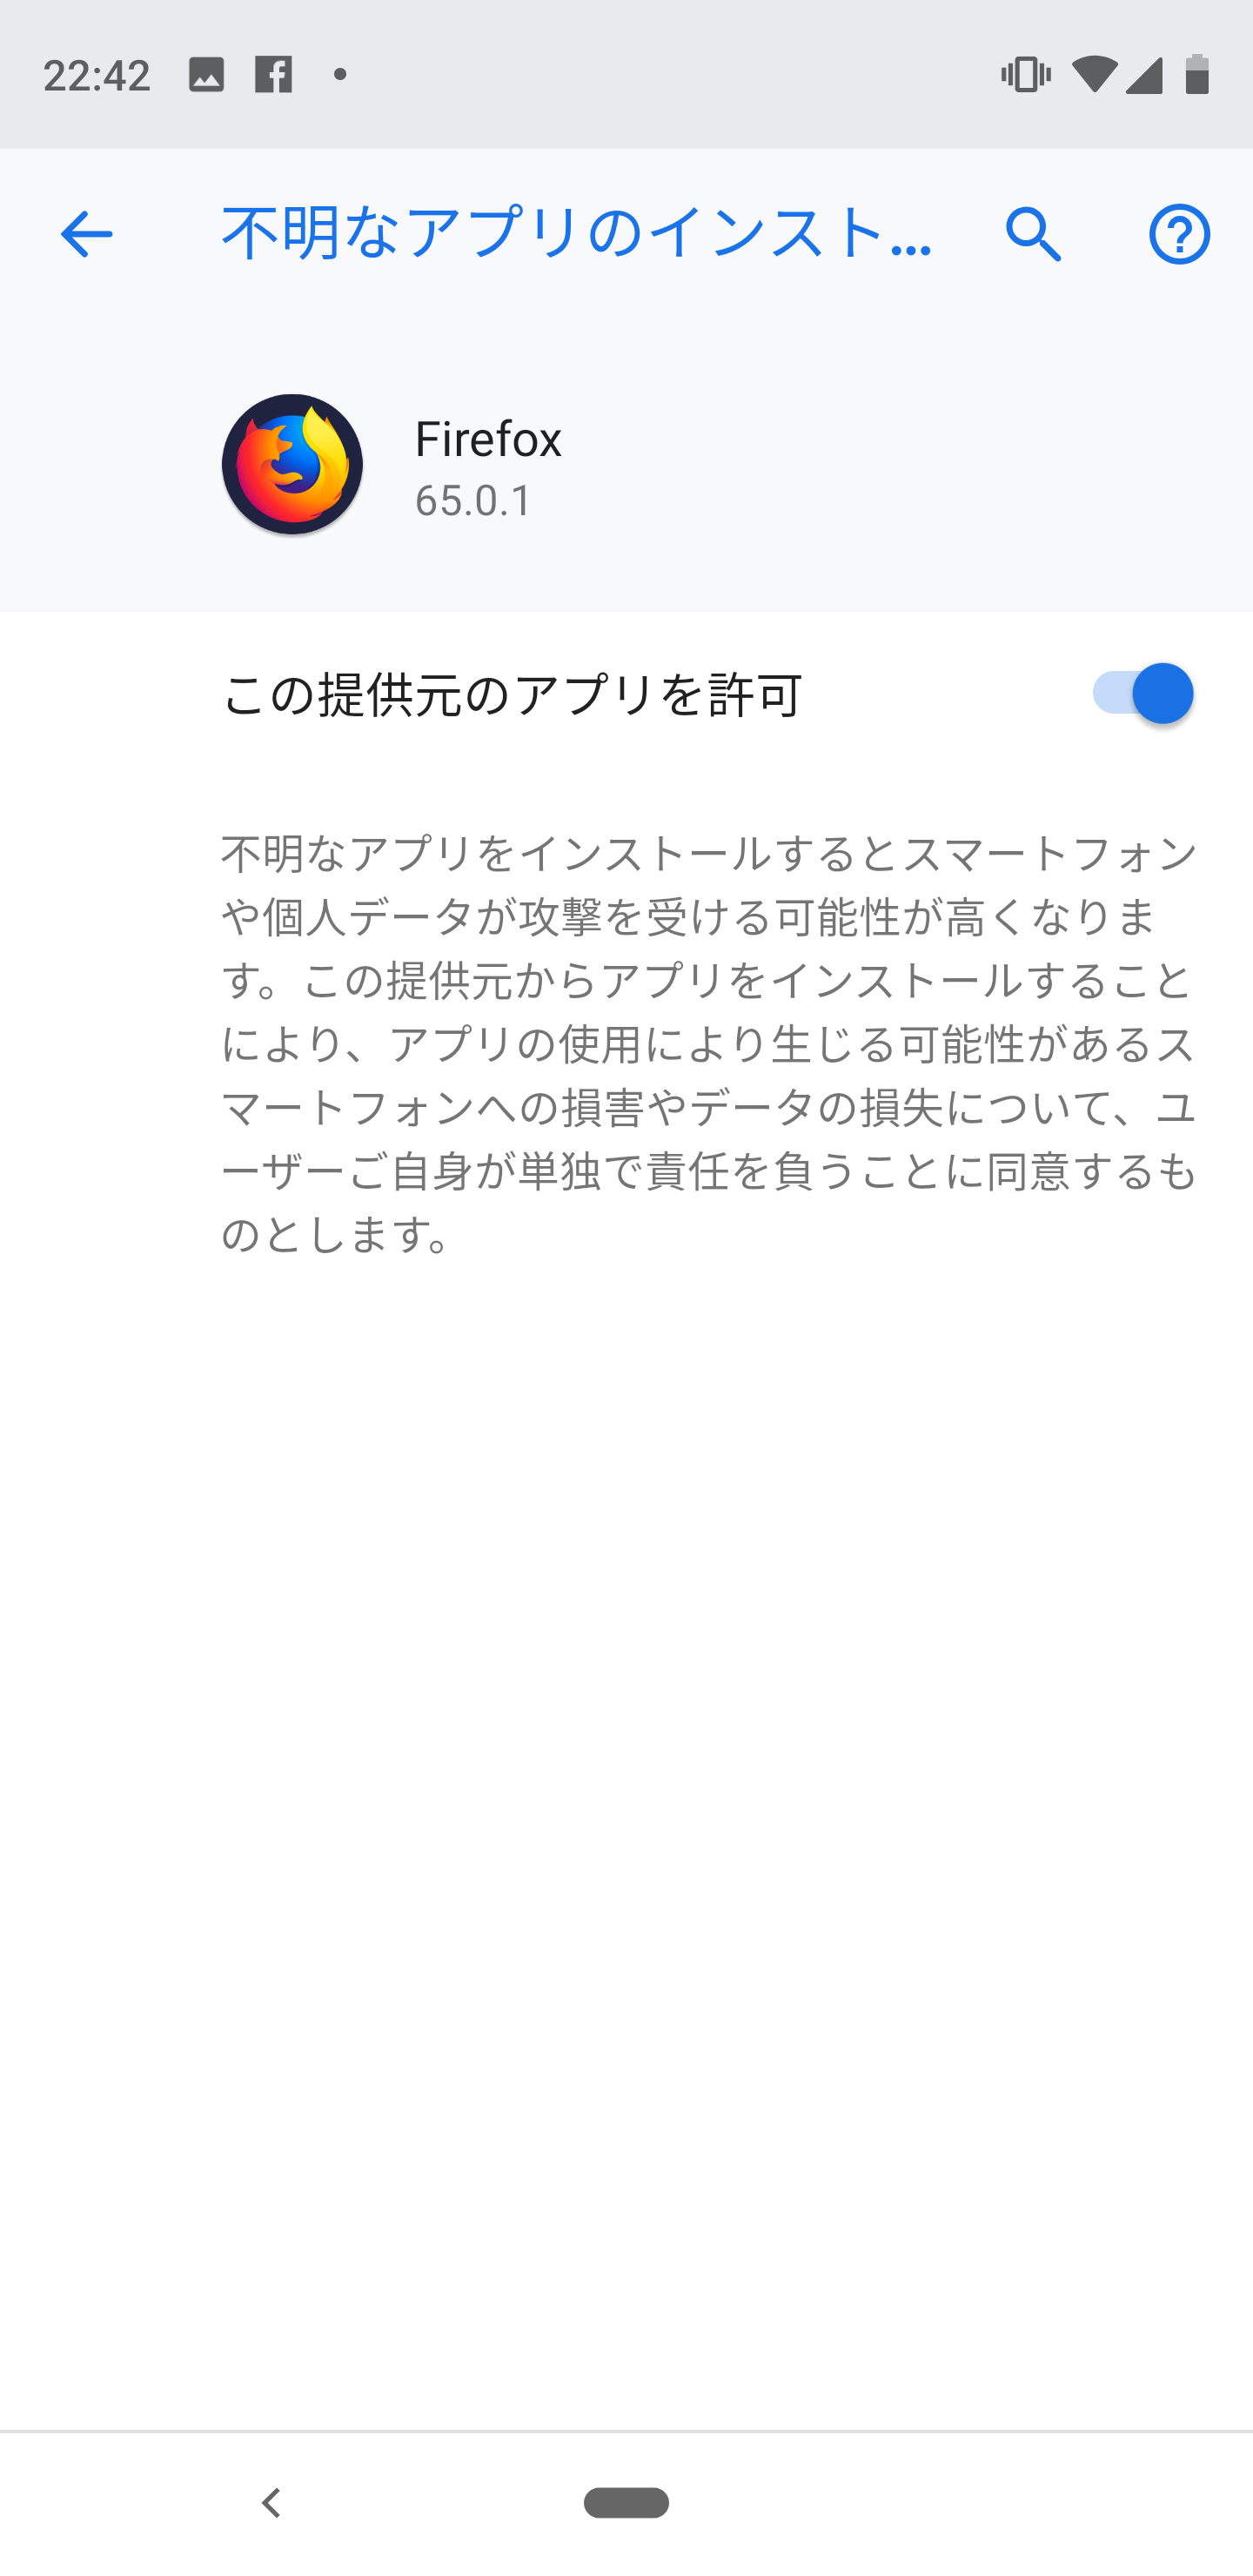 22:42
不明なアプリのインスト...
Firefox
65.0.1
この提供元のアプリを許可
不明なアプリをインストールするとスマートフォン
や個人データが攻撃を受ける可能性が高くなりま
す。この提供元からアプリをインストールすること
により、アプリの使用により生じる可能性があるス
マートフォンへの損害やデータの損失について、ユ
ーザーご自身が単独で責任を負うことに同意するも
のとします。